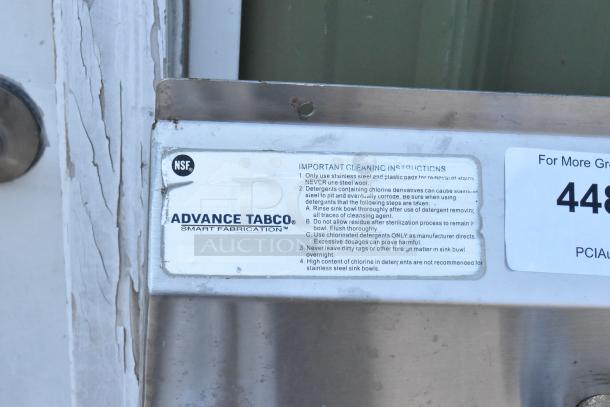 NSF
ADVANCE TABCO®
SMART FABRICATION™
IMPORTANT CLEANING INSTRUCTIONS
1. Only use stainless steel and plastic pads for removal of stains.
NEVER use steel wool.
2. Detergents containing chlorine derivatives can cause stainless
steel to pit and eventually corrode, be sure when using
detergents that the following steps are taken.
A. Rinse sink bowl thoroughly after use of detergent removing
all traces of cleansing agent.
B. Do not allow residue after sterilization process to remain
bowl. Flush thoroughly.
C. Use chlorinated detergents ONLY as manufacturer directs.
Excessive dosages can prove harmful.
3. Never leave dirty rags or other foreign matter in sink bowl
overnight.
4. High content of chlorine in detergents are not recommended for
stainless steel sink bowls.
AUCTIONS
For More Gr
448
PCIAu